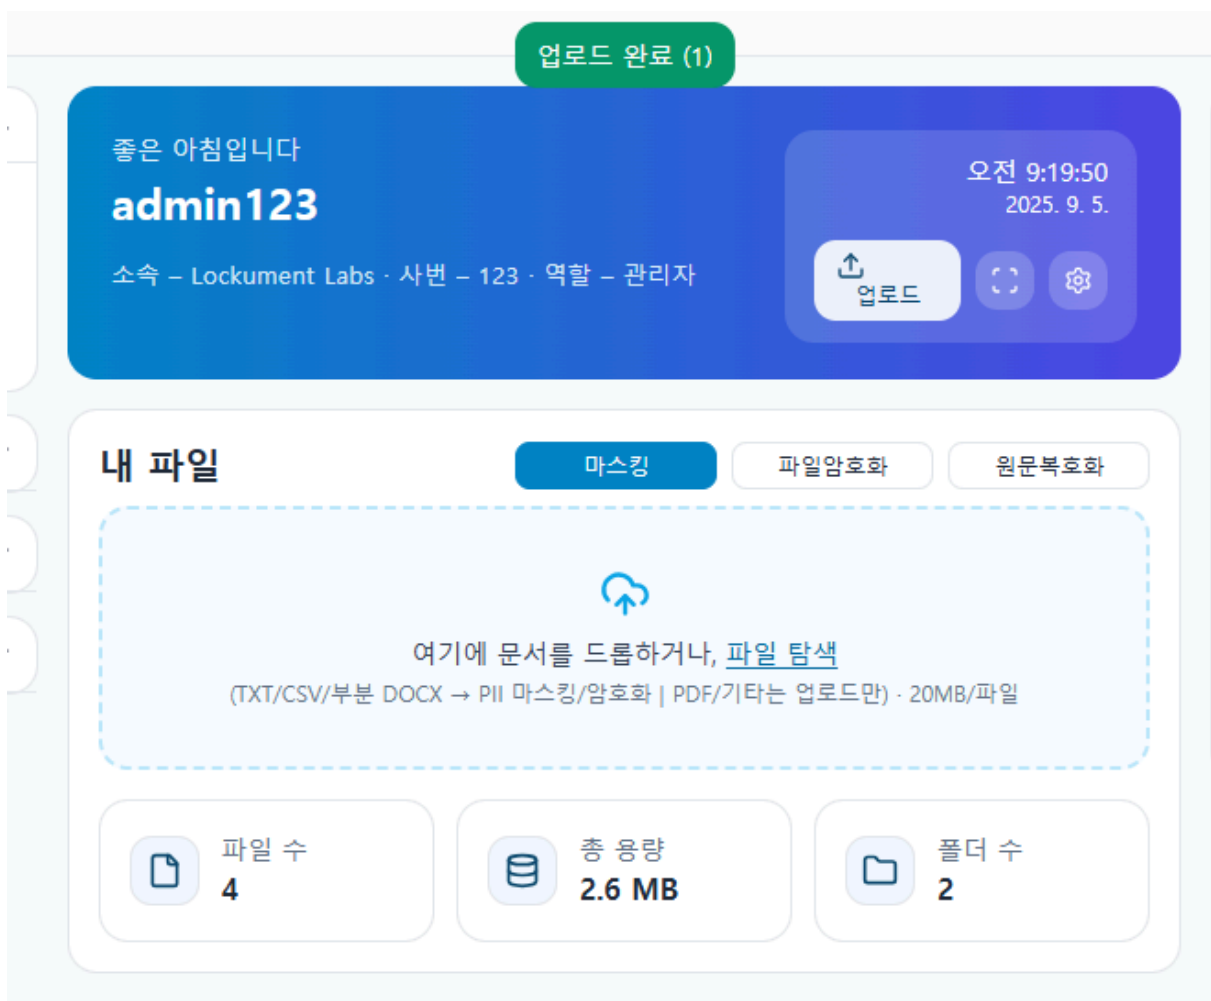 업로드 완료 (1)
좋은 아침입니다
admin123
소속 – Lockument Labs · 사번 – 123 · 역할 – 관리자
오전 9:19:50
2025. 9. 5.
업로드
내 파일
마스킹
파일암호화
원문복호화
여기에 문서를 드롭하거나, 파일 탐색
(TXT/CSV/부분 DOCX → PII 마스킹/암호화 | PDF/기타는 업로드만) · 20MB/파일
파일 수
4
총 용량
2.6 MB
폴더 수
2